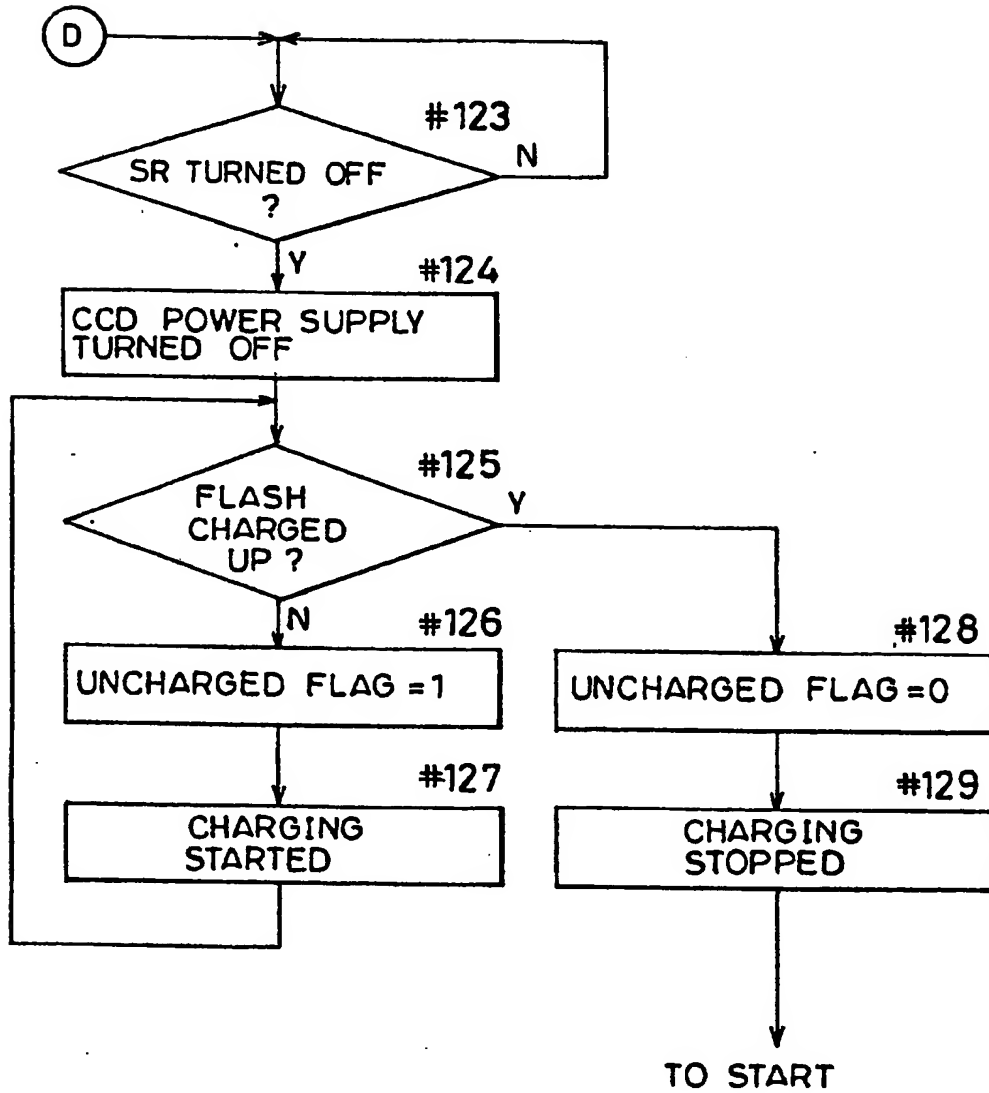 D
#123
SR TURNED OFF
?
N
Y
#124
CCD POWER SUPPLY
TURNED OFF
#125
FLASH
CHARGED
UP ?
Y
N
#126
UNCHARGED FLAG = 1
#128
UNCHARGED FLAG = 0
#127
CHARGING
STARTED
#129
CHARGING
STOPPED
TO START